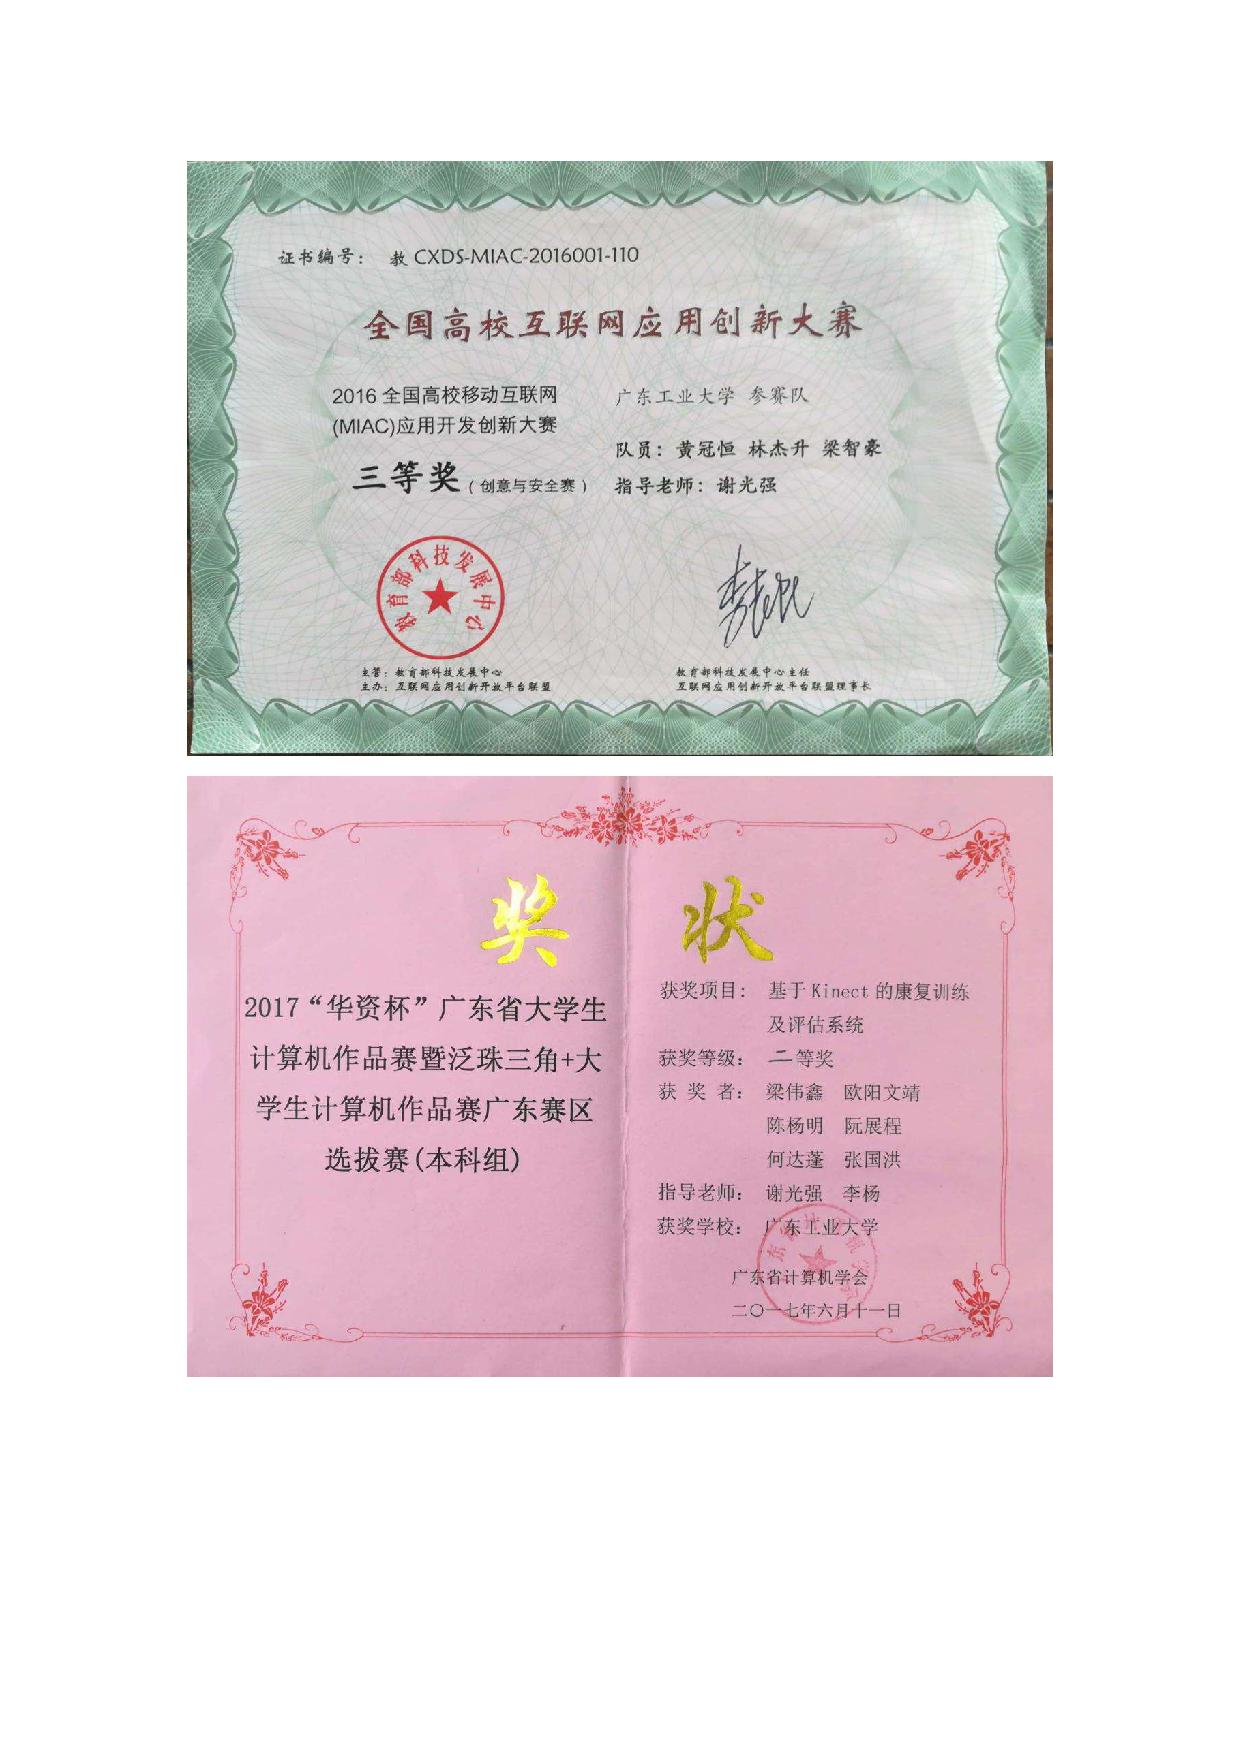 证书编号： 教 CXDS-MIAC-2016001-110
全国高校互联网应用创新大赛
2016 全国高校移动互联网
(MIAC)应用开发创新大赛
三等奖（创意与安全赛）
广东工业大学 参赛队
队员：黄冠恒 林杰升 梁智豪
指导老师：谢光强
教育部科技发展中心
主管：教育部科技发展中心
主办：互联网应用创新开放平台联盟
教育部科技发展中心主任
互联网应用创新开放平台联盟理事长
奖 状
2017“华资杯”广东省大学生
计算机作品赛暨泛珠三角+大
学生计算机作品赛广东赛区
选拔赛(本科组)
获奖项目： 基于Kinect的康复训练
及评估系统
获奖等级： 二等奖
获 奖 者： 梁伟鑫 欧阳文靖
陈杨明 阮展程
何达蓬 张国洪
指导老师： 谢光强 李杨
获奖学校： 广东工业大学
广东省计算机学会
二〇一七年六月十一日